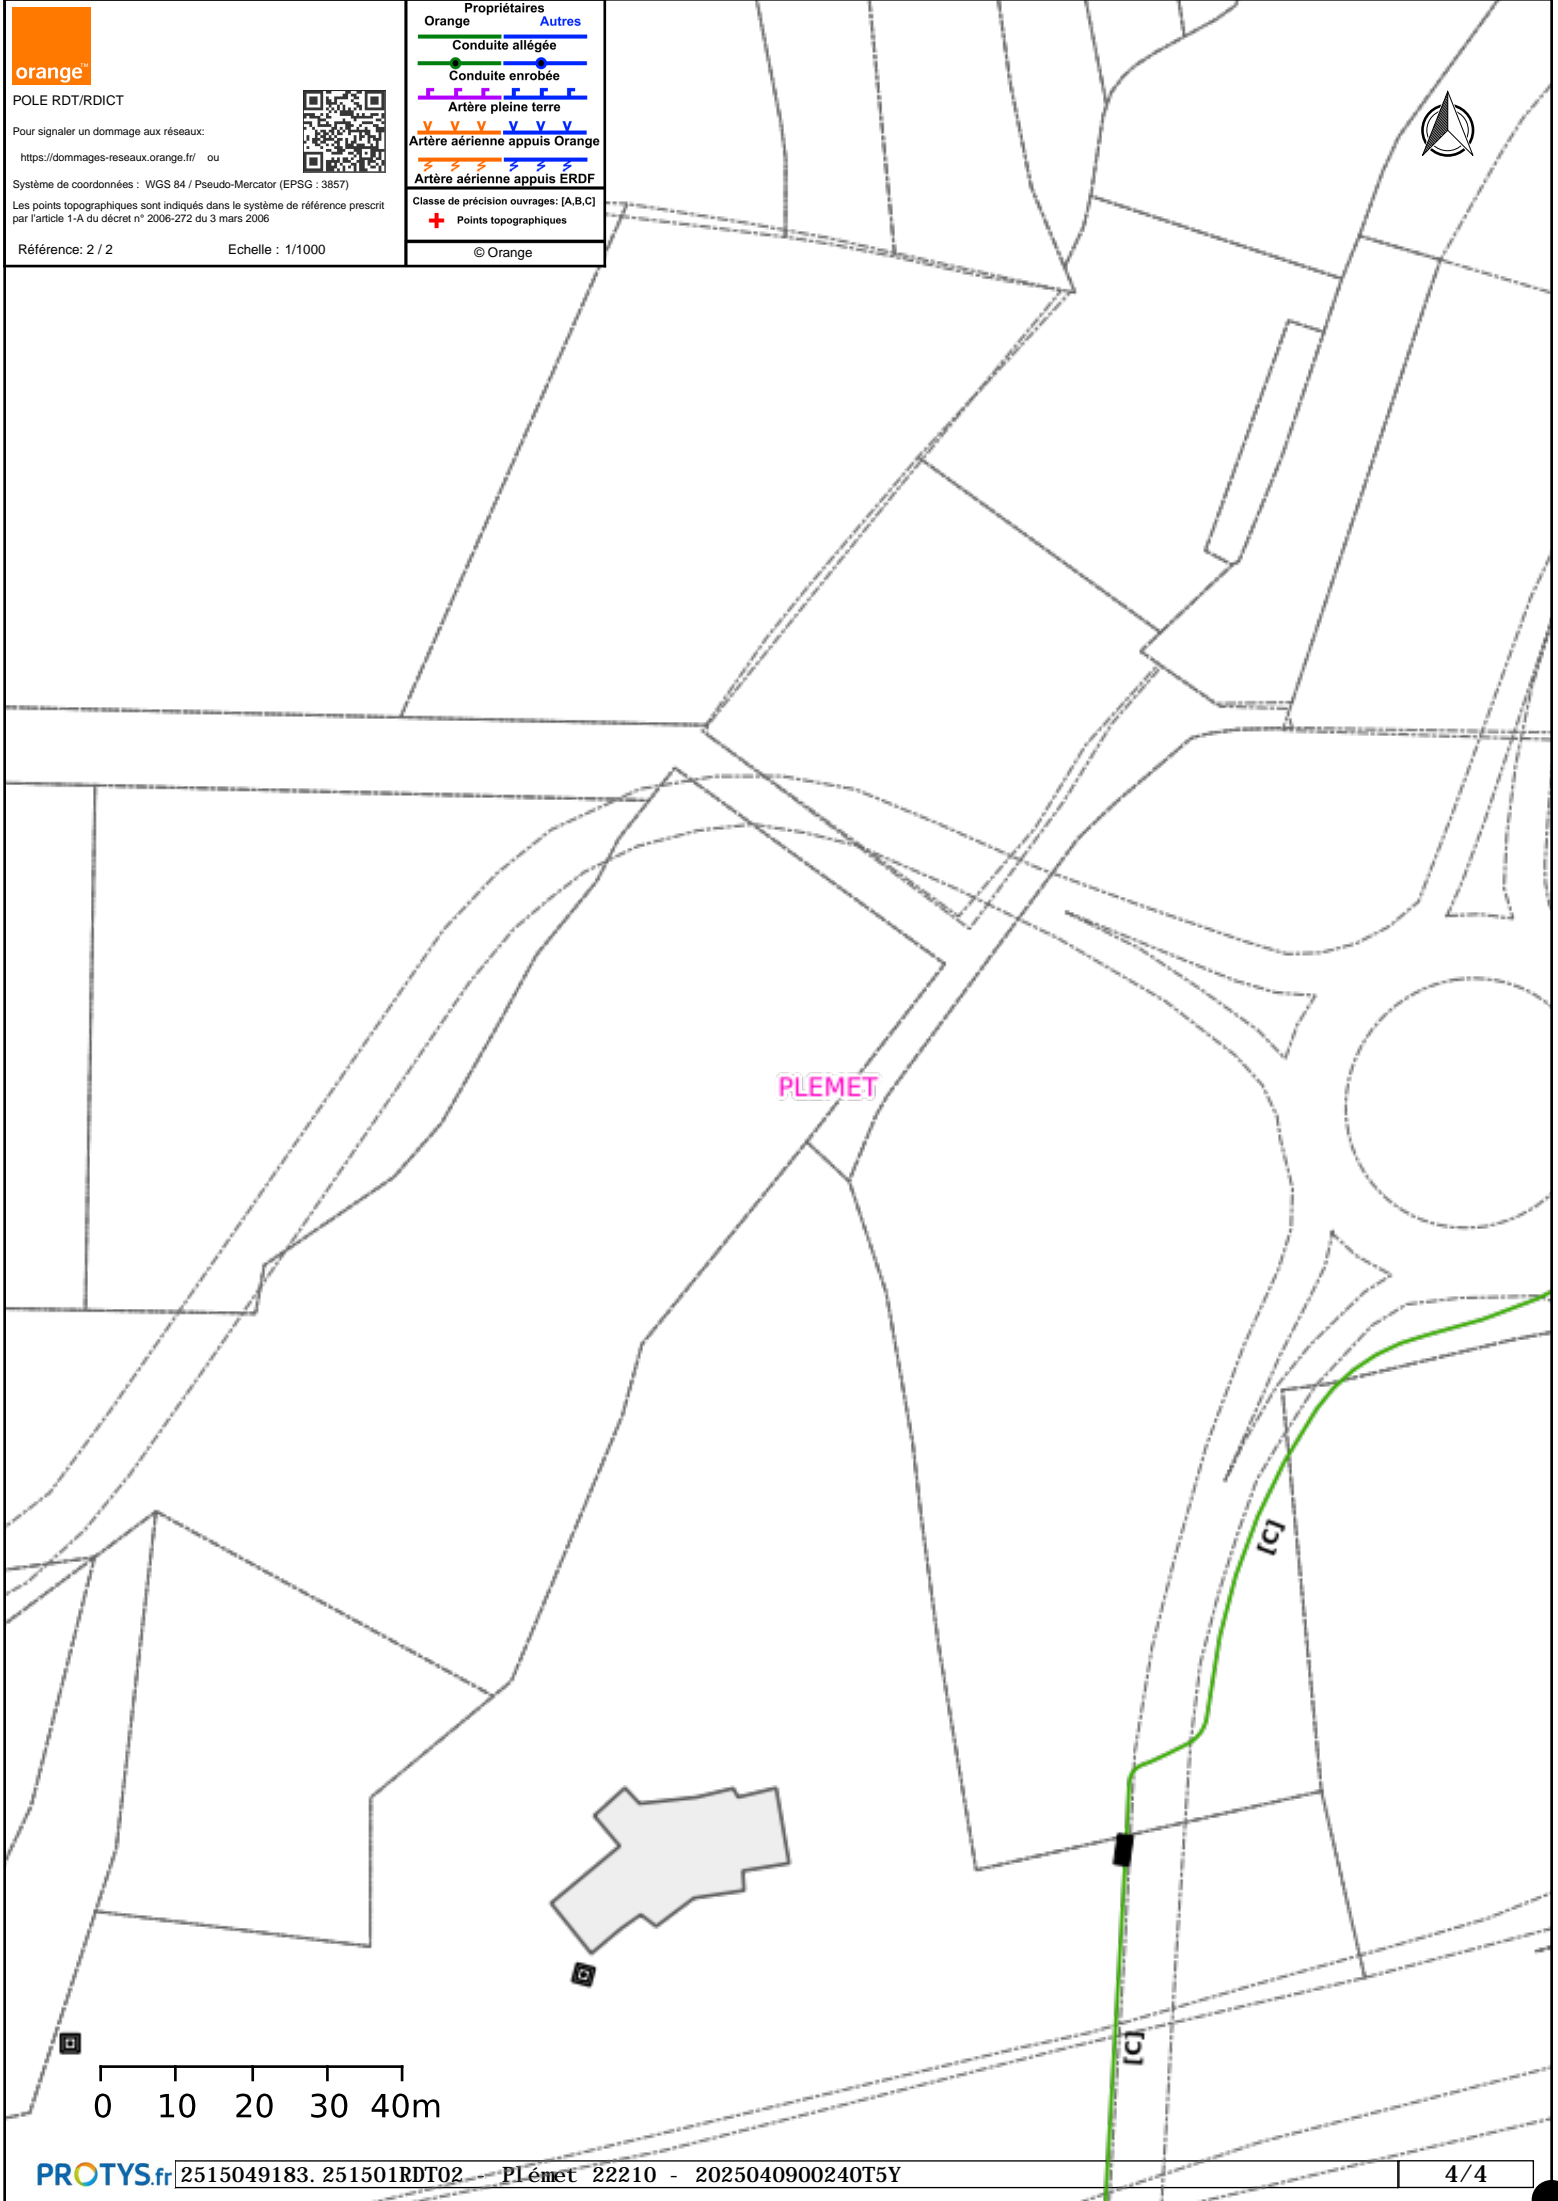 orange™
POLE RDT/RDICT
Pour signaler un dommage aux réseaux:
https://dommages-reseaux.orange.fr/ ou
Système de coordonnées : WGS 84 / Pseudo-Mercator (EPSG : 3857)
Les points topographiques sont indiqués dans le système de référence prescrit
par l'article 1-A du décret n° 2006-272 du 3 mars 2006
Référence: 2 / 2 Echelle : 1/1000
Propriétaires
Orange Autres
Conduite allégée
Conduite enrobée
Artère pleine terre
Artère aérienne appuis Orange
Artère aérienne appuis ERDF
Classe de précision ouvrages: [A,B,C]
Points topographiques
© Orange
PLEMET
[C]
[C]
0 10 20 30 40m
PROTYS.fr 2515049183.251501RDT02 - Plémet 22210 - 2025040900240T5Y 4/4